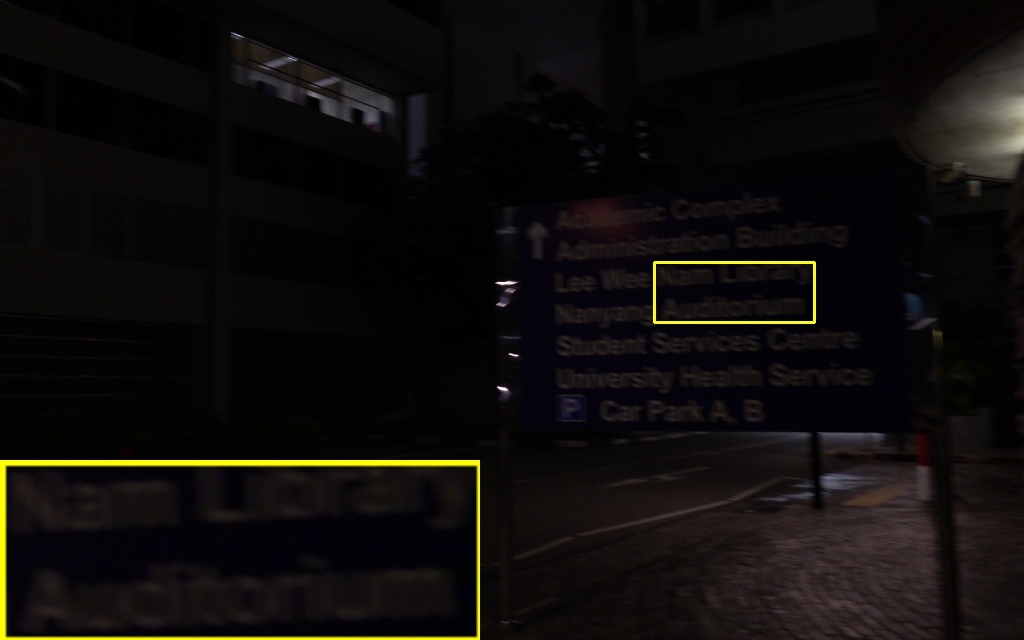 Academic Complex
Administration Building
Lee Wee Nam Library
Nanyang Auditorium
Student Services Centre
University Health Service
P Car Park A, B
Nam Library
Auditorium